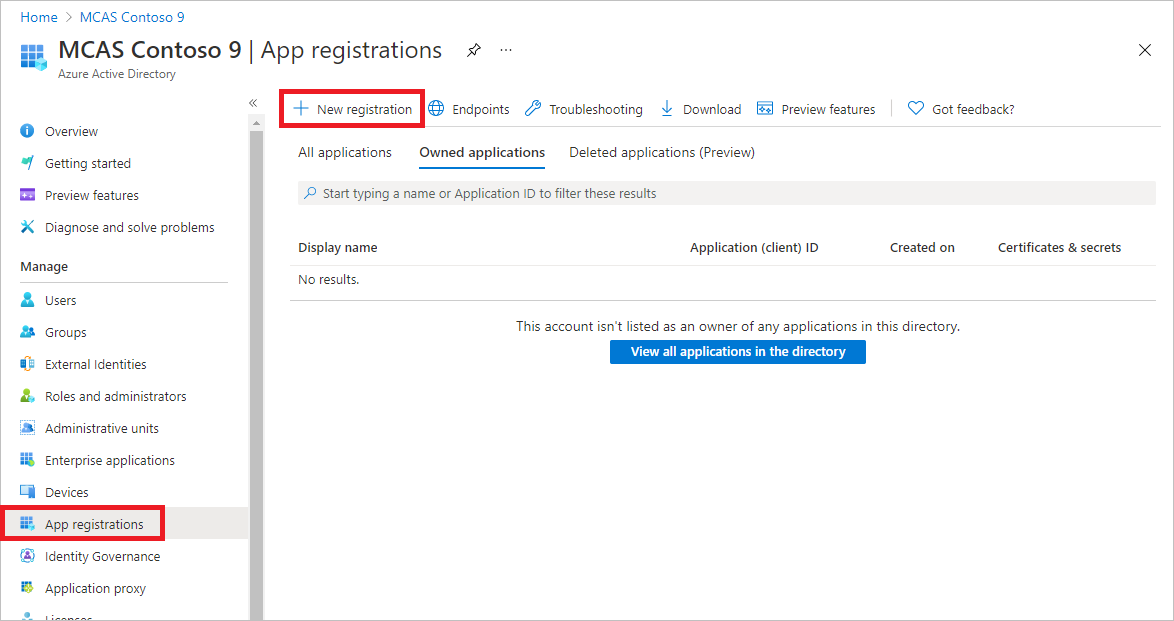 Home > MCAS Contoso 9
MCAS Contoso 9 | App registrations ...
Azure Active Directory
«
Overview
Getting started
Preview features
Diagnose and solve problems
Manage
Users
Groups
External Identities
Roles and administrators
Administrative units
Enterprise applications
Devices
App registrations
Identity Governance
Application proxy
Licenses
New registration Endpoints Troubleshooting Download Preview features Got feedback?
All applications Owned applications Deleted applications (Preview)
Start typing a name or Application ID to filter these results
Display name Application (client) ID Created on Certificates & secrets
No results.
This account isn't listed as an owner of any applications in this directory.
View all applications in the directory